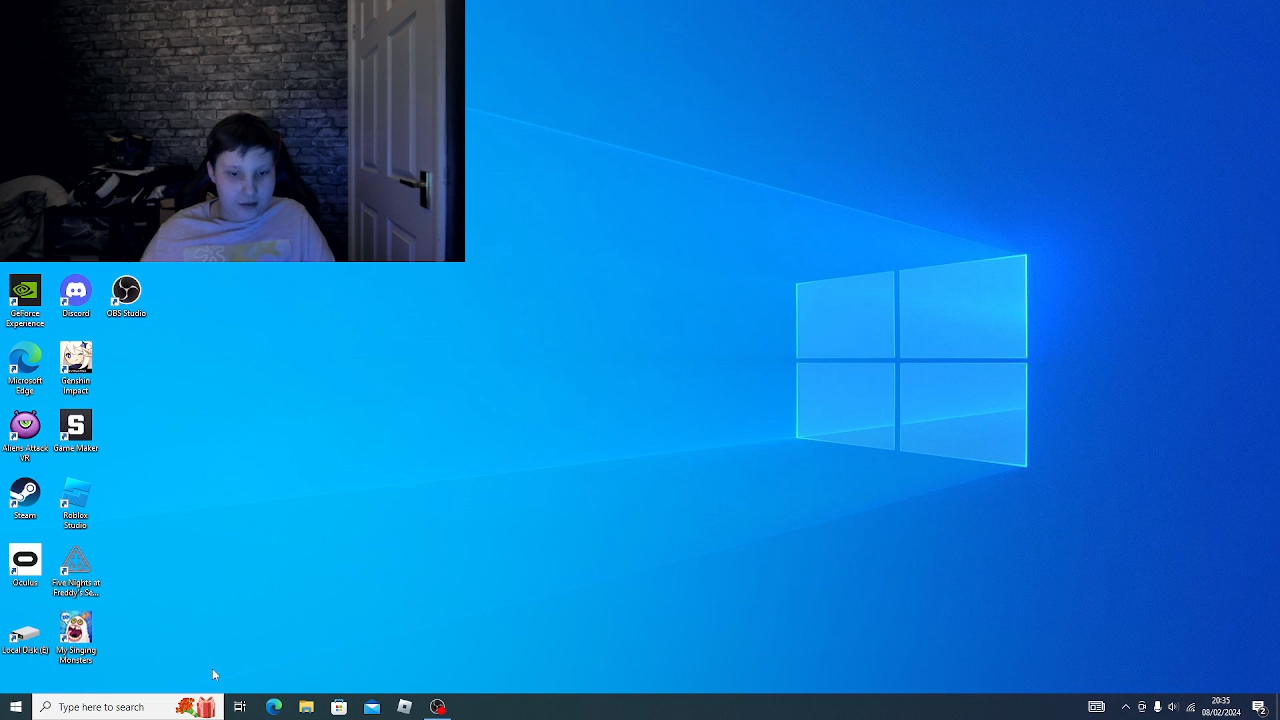 GeForce
Experience
Discord
OBS Studio
Microsoft
Edge
Genshin
Impact
Aliens Attack
VR
Game Maker
Steam
Roblox
Studio
Oculus
Five Nights at
Freddy's Se...
Local Disk (E)
My Singing
Monsters
Type here to search
20:35
08/02/2024
2